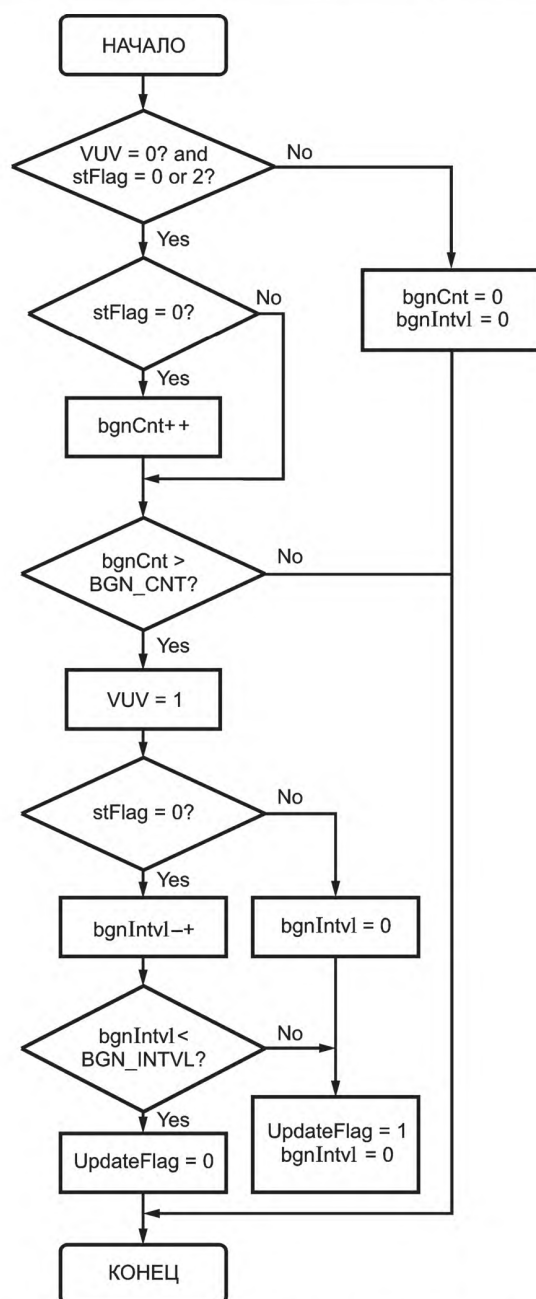 НАЧАЛО
VUV = 0? and
stFlag = 0 or 2?
No
Yes
stFlag = 0?
No
bgnCnt = 0
bgnIntvl = 0
Yes
bgnCnt++
bgnCnt >
BGN_CNT?
No
Yes
VUV = 1
stFlag = 0?
No
Yes
bgnIntvl–+
bgnIntvl = 0
bgnIntvl<
BGN_INTVL?
No
Yes
UpdateFlag = 1
bgnIntvl = 0
UpdateFlag = 0
КОНЕЦ